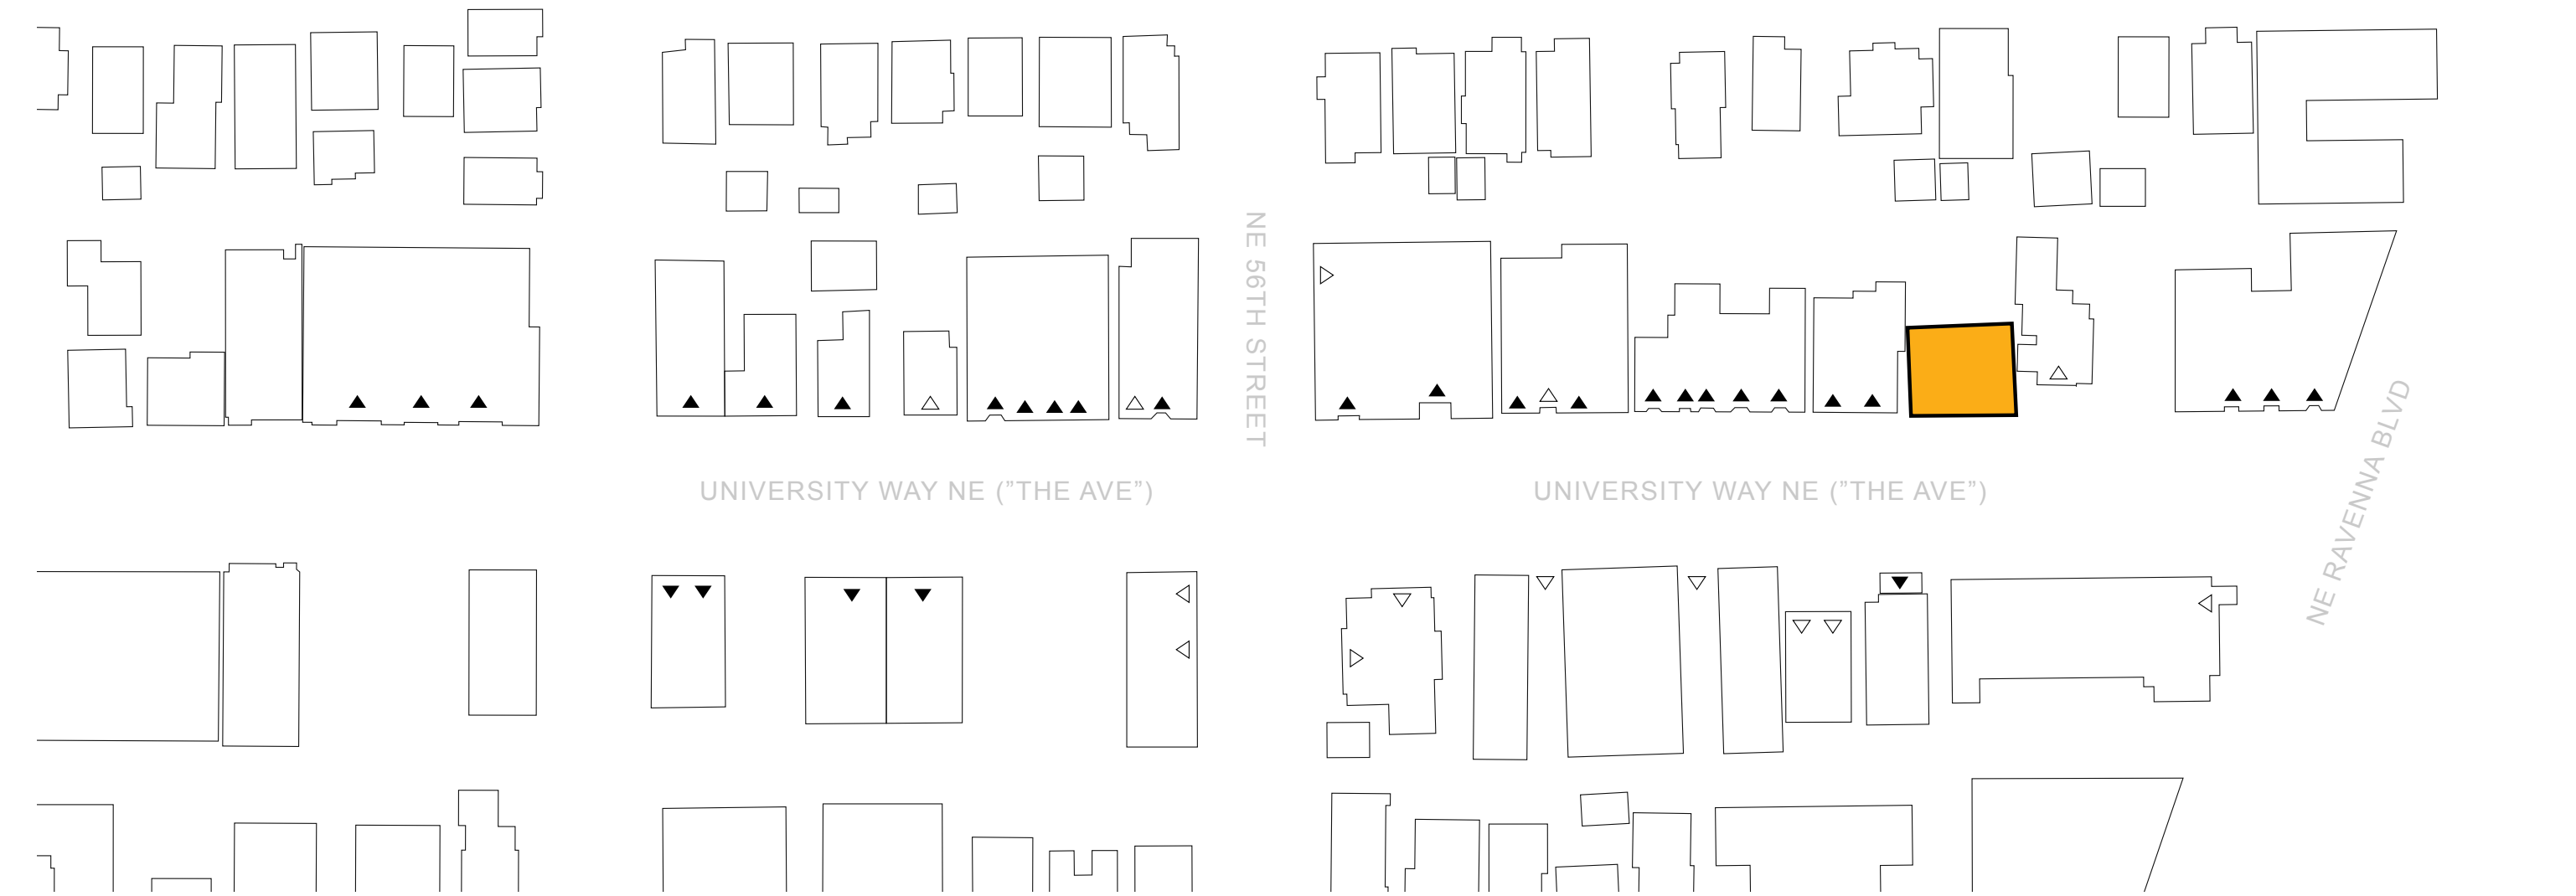 NE 56TH STREET
UNIVERSITY WAY NE (”THE AVE”)
UNIVERSITY WAY NE (”THE AVE”)
NE RAVENNA BLVD